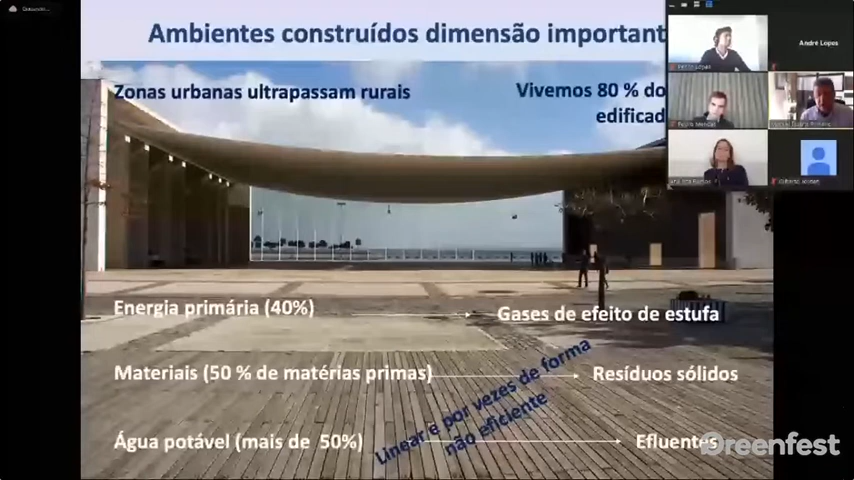 Ambientes construídos dimensão important
André Lopes
Zonas urbanas ultrapassam rurais
Vivemos 80 % do
edificad
Energia primária (40%)
Gases de efeito de estufa
Materiais (50 % de matérias primas)
Resíduos sólidos
Linear e por vezes de forma
não eficiente
Água potável (mais de 50%)
Efluentes
Greenfest